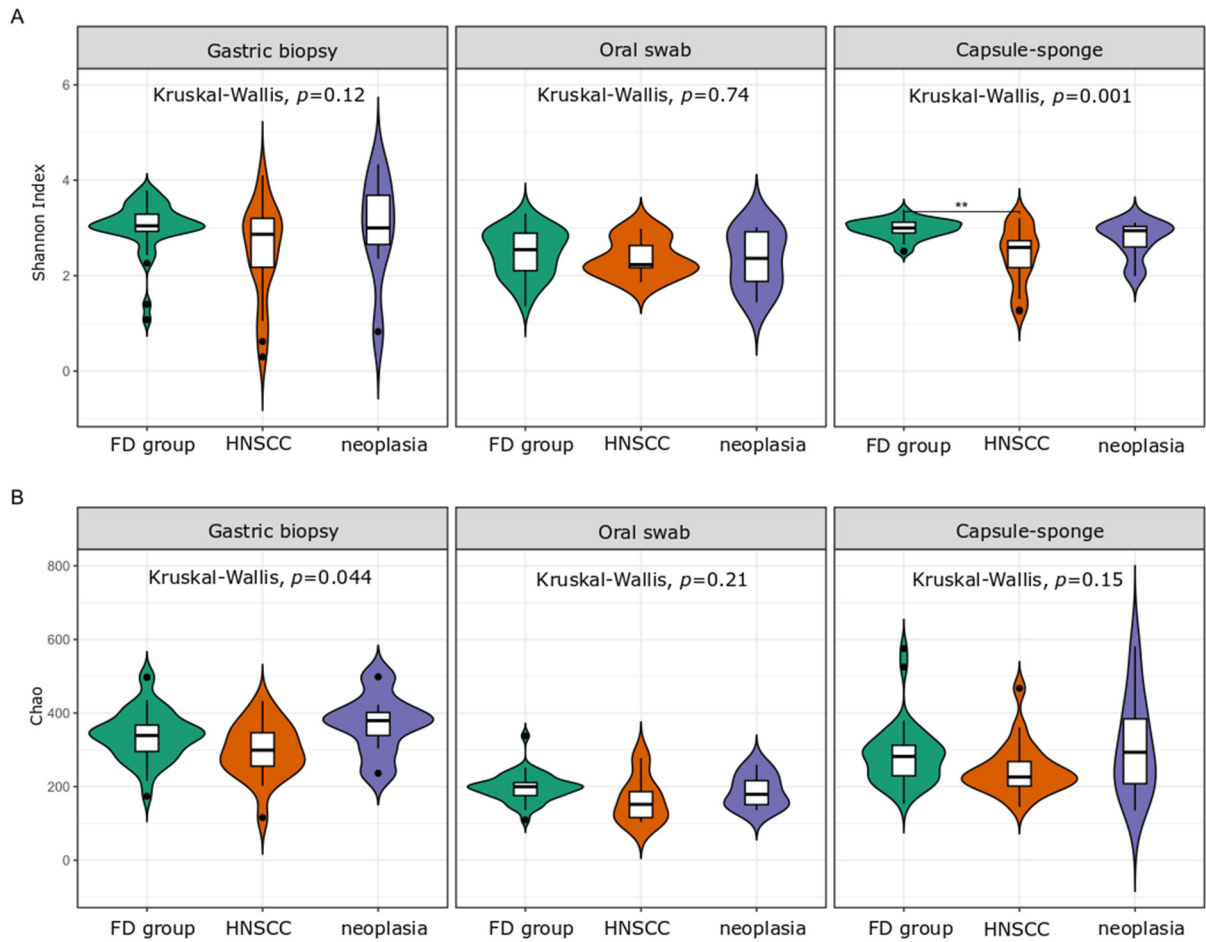 A
Gastric biopsy Oral swab Capsule-sponge
Kruskal-Wallis, p=0.12 Kruskal-Wallis, p=0.74 Kruskal-Wallis, p=0.001
6
4
2
0
**
Shannon Index
FD group HNSCC neoplasia FD group HNSCC neoplasia FD group HNSCC neoplasia
B
Gastric biopsy Oral swab Capsule-sponge
Kruskal-Wallis, p=0.044 Kruskal-Wallis, p=0.21 Kruskal-Wallis, p=0.15
800
600
400
200
0
Chao
FD group HNSCC neoplasia FD group HNSCC neoplasia FD group HNSCC neoplasia